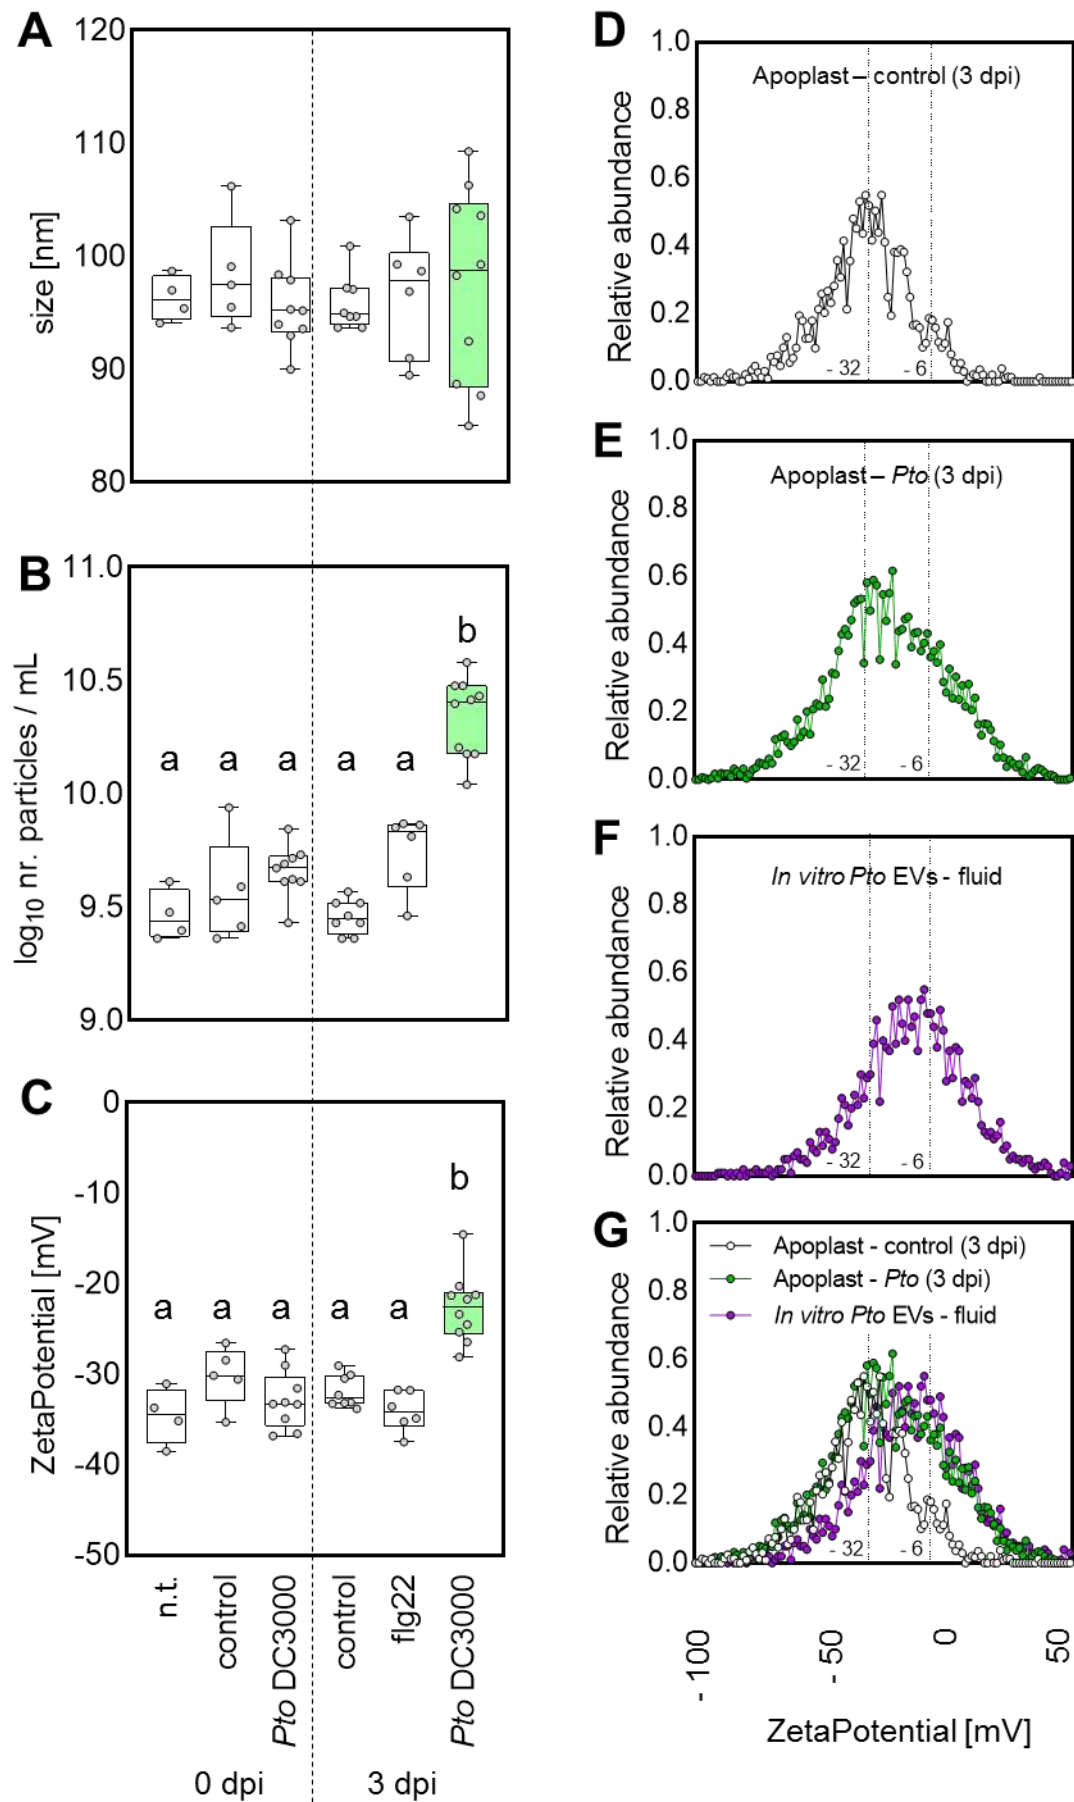 A
120
110
100
90
80
size [nm]
B
11.0
10.5
10.0
9.5
9.0
log10 nr. particles / mL
a a a a a b
C
0
-10
-20
-30
-40
-50
ZetaPotential [mV]
a a a a a b
n.t.
control
Pto DC3000
control
flg22
Pto DC3000
0 dpi
3 dpi
D
1.0
0.8
0.6
0.4
0.2
0.0
Relative abundance
Apoplast – control (3 dpi)
- 32
- 6
E
1.0
0.8
0.6
0.4
0.2
0.0
Relative abundance
Apoplast – Pto (3 dpi)
- 32
- 6
F
1.0
0.8
0.6
0.4
0.2
0.0
Relative abundance
In vitro Pto EVs - fluid
- 32
- 6
G
1.0
0.8
0.6
0.4
0.2
0.0
Relative abundance
Apoplast - control (3 dpi)
Apoplast - Pto (3 dpi)
In vitro Pto EVs - fluid
- 32
- 6
- 100
- 50
0
50
ZetaPotential [mV]